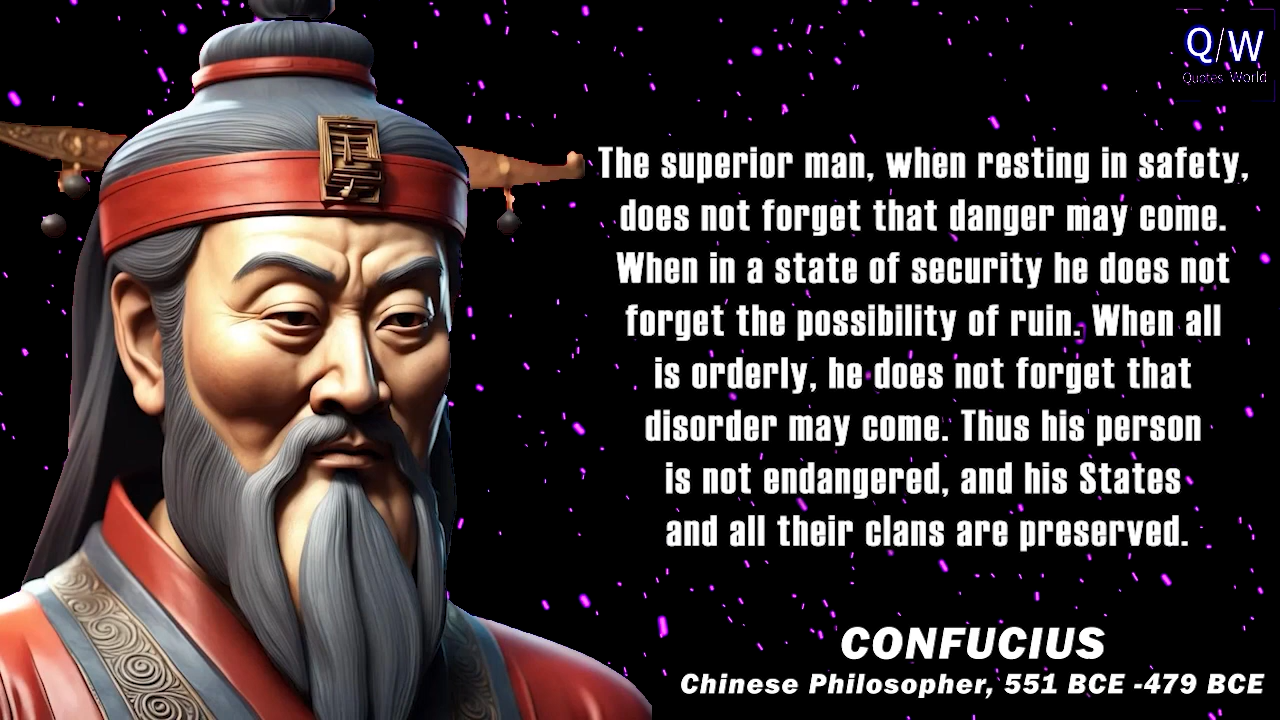 Q/W
Quotes World
The superior man, when resting in safety,
does not forget that danger may come.
When in a state of security he does not
forget the possibility of ruin. When all
is orderly, he does not forget that
disorder may come. Thus his person
is not endangered, and his States
and all their clans are preserved.
CONFUCIUS
Chinese Philosopher, 551 BCE -479 BCE